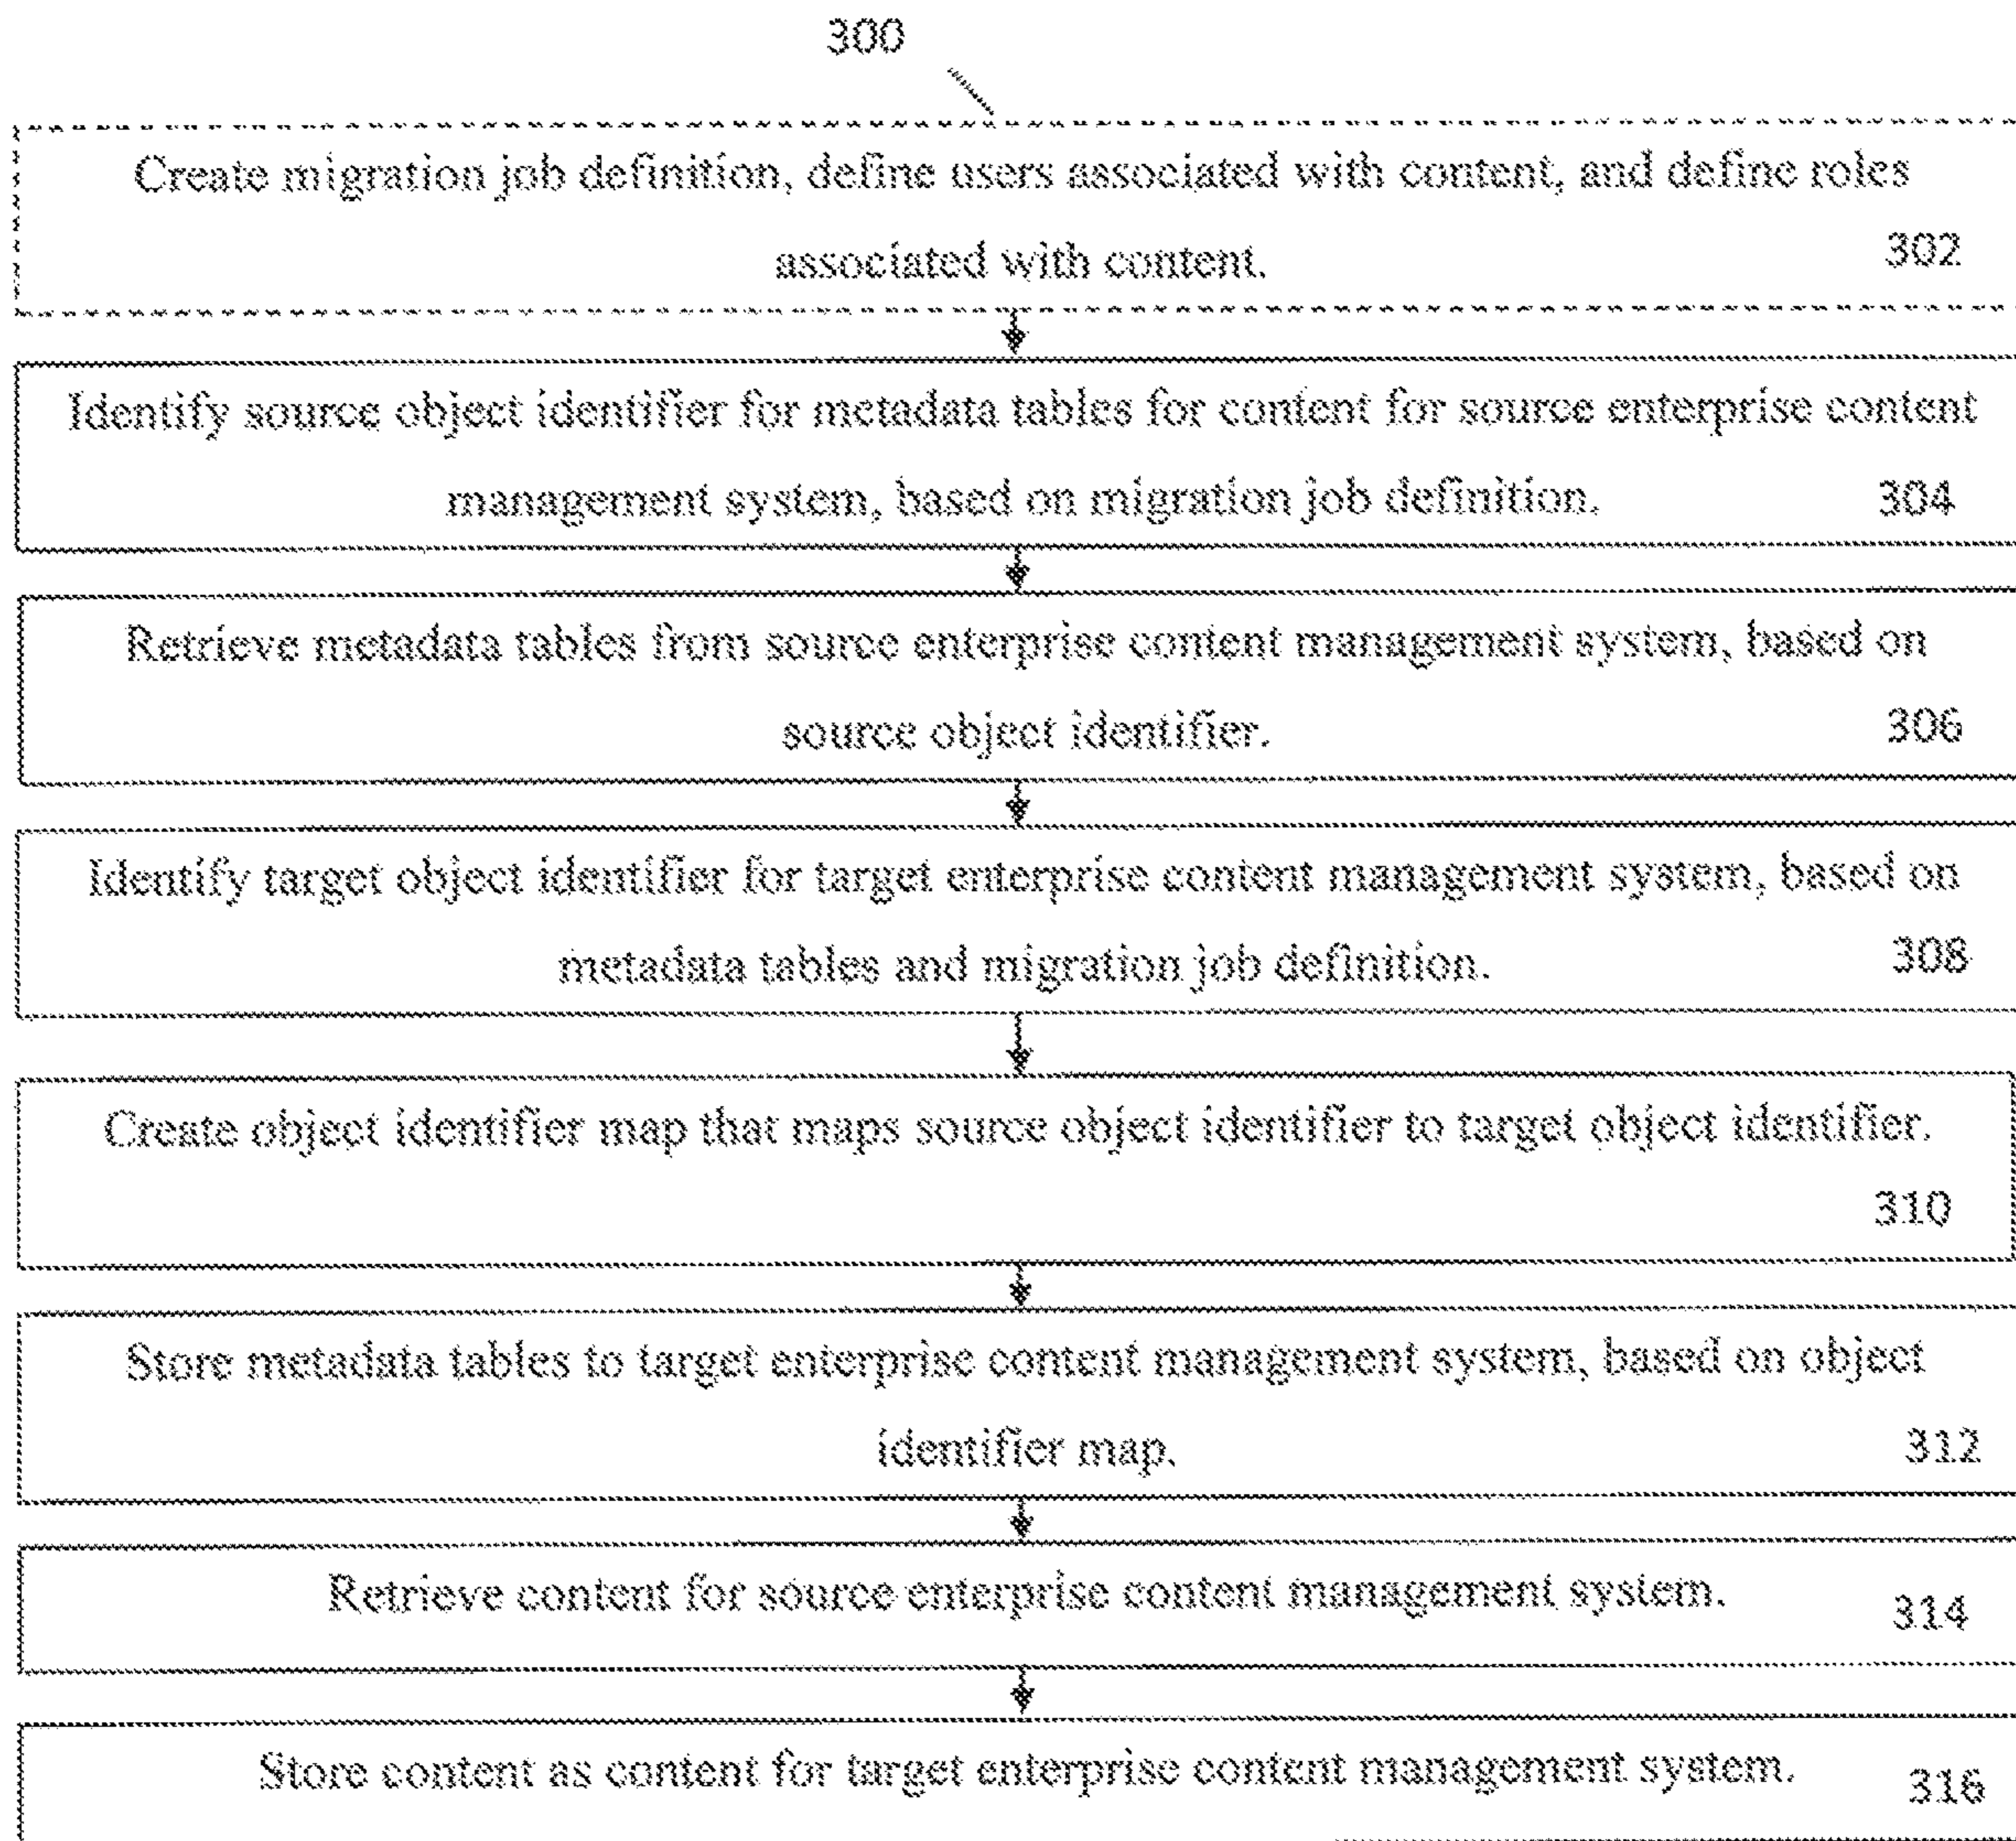 300
Create migration job definition, define users associated with content, and define roles
associated with content.
302
Identify source object identifier for metadata tables for content for source enterprise content
management system, based on migration job definition.
304
Retrieve metadata tables from source enterprise content management system, based on
source object identifier.
306
Identify target object identifier for target enterprise content management system, based on
metadata tables and migration job definition.
308
Create object identifier map that maps source object identifier to target object identifier.
310
Store metadata tables to target enterprise content management system, based on object
identifier map.
312
Retrieve content for source enterprise content management system.
314
Store content as content for target enterprise content management system.
316